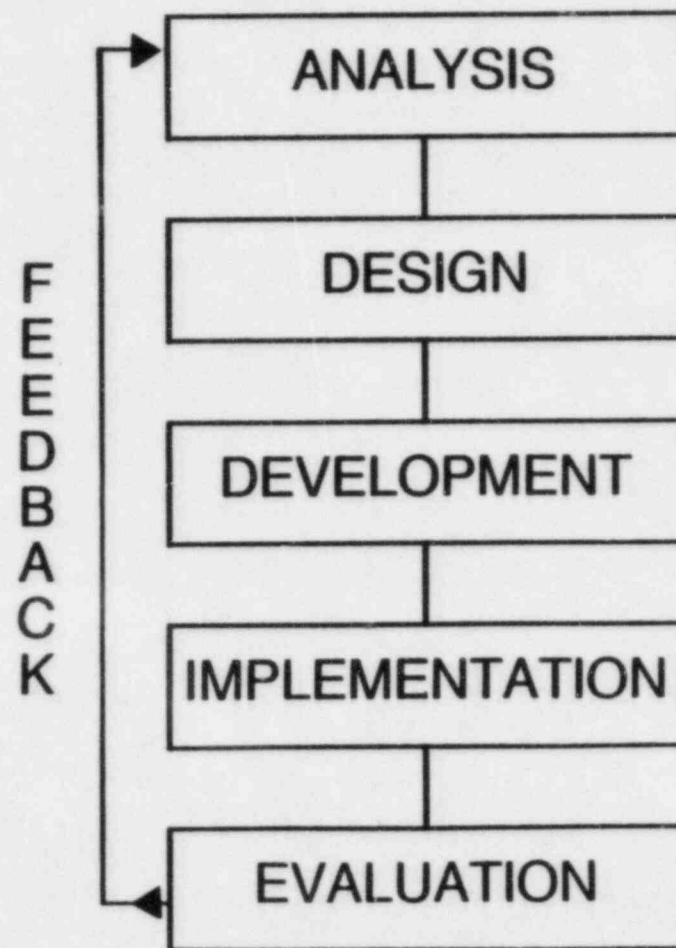 ANALYSIS
DESIGN
DEVELOPMENT
IMPLEMENTATION
EVALUATION
FEEDBACK